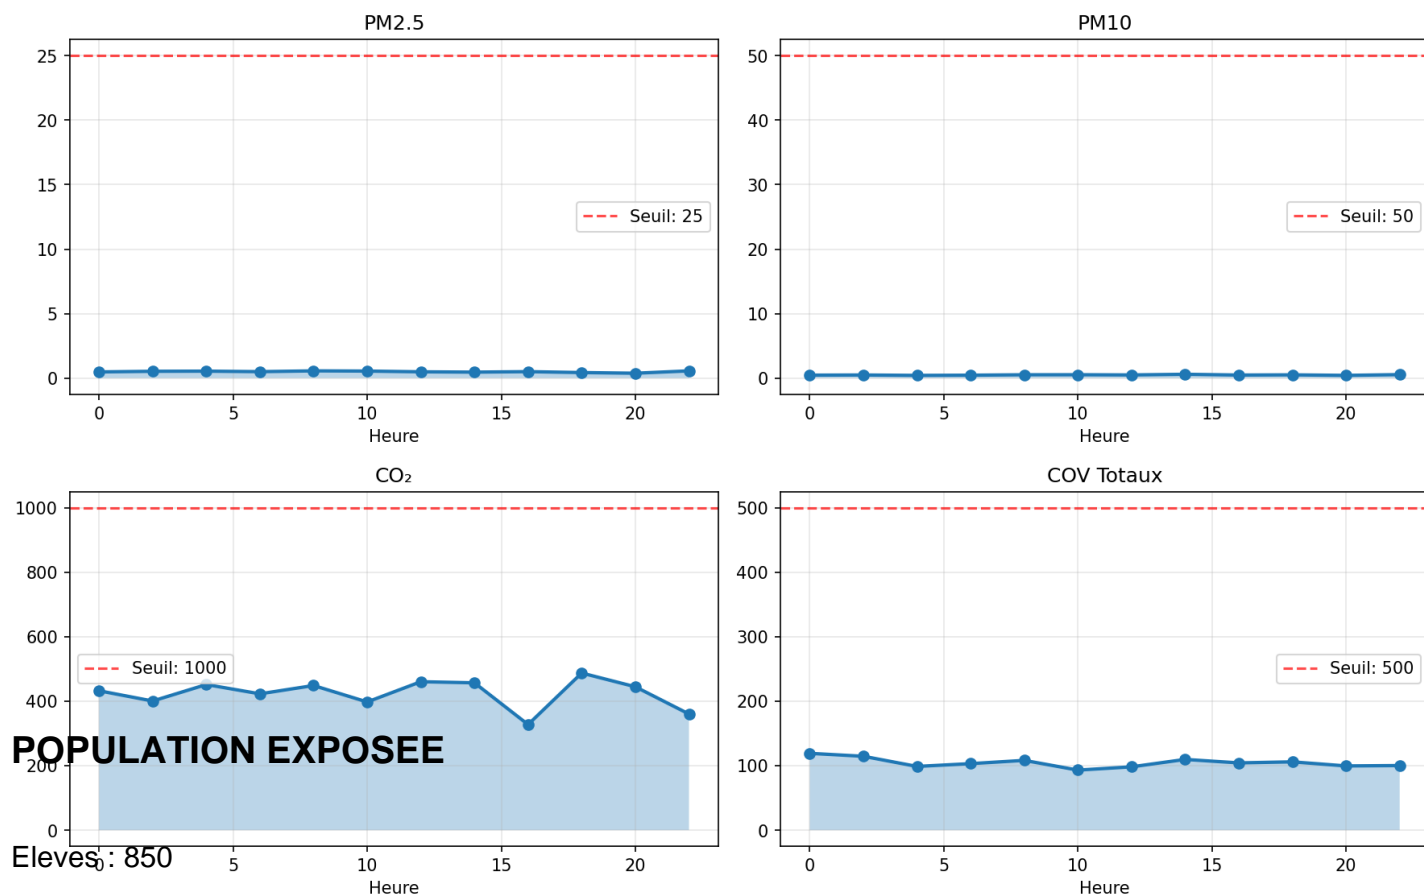 PM2.5
25
20
15
10
5
0
Seuil: 25
0 5 10 15 20
Heure
PM10
50
40
30
20
10
0
Seuil: 50
0 5 10 15 20
Heure
CO₂
1000
800
600
400
200
0
Seuil: 1000
0 5 10 15 20
Heure
COV Totaux
500
400
300
200
100
0
Seuil: 500
0 5 10 15 20
Heure
POPULATION EXPOSEE
Eleves : 850